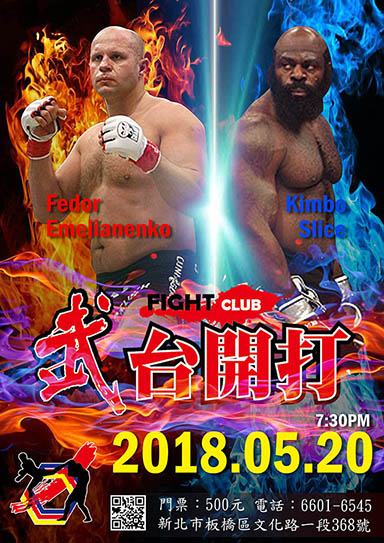 Fedor
Emelianenko
Kimbo
Slice
FIGHT CLUB
武台開打
7:30PM
2018.05.20
門票：500元 電話：6601-6545
新北市板橋區文化路一段368號